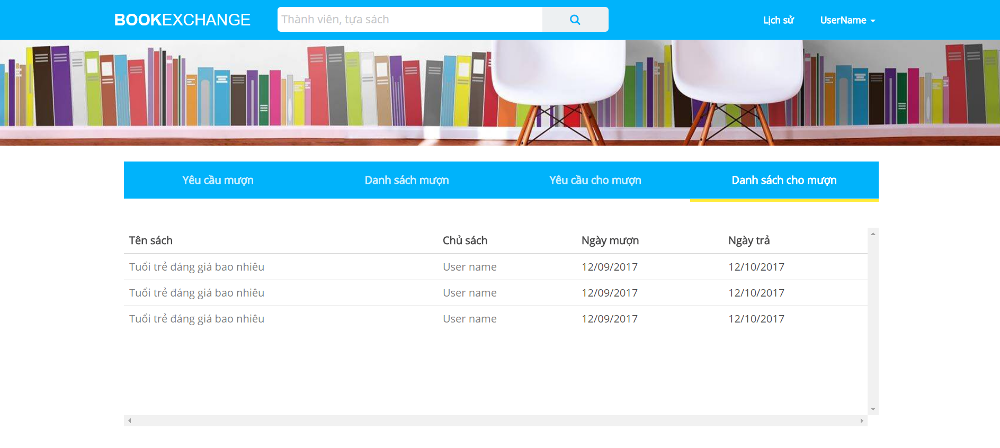 BOOKEXCHANGE Thành viên, tựa sách Lịch sử UserName
Yêu cầu mượn Danh sách mượn Yêu cầu cho mượn Danh sách cho mượn
Tên sách Chủ sách Ngày mượn Ngày trả
Tuổi trẻ đáng giá bao nhiêu User name 12/09/2017 12/10/2017
Tuổi trẻ đáng giá bao nhiêu User name 12/09/2017 12/10/2017
Tuổi trẻ đáng giá bao nhiêu User name 12/09/2017 12/10/2017